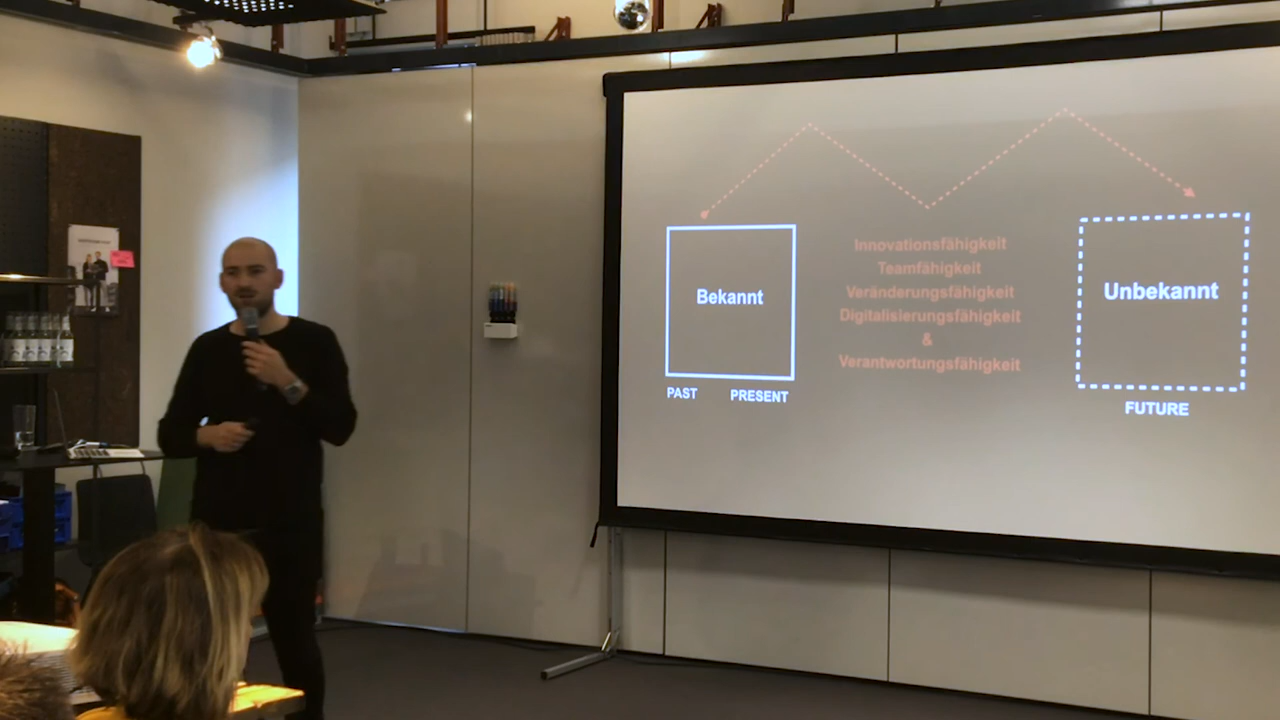 Innovationsfähigkeit
Teamfähigkeit
Veränderungsfähigkeit
Digitalisierungsfähigkeit
&
Verantwortungsfähigkeit
Bekannt
PAST PRESENT
Unbekannt
FUTURE